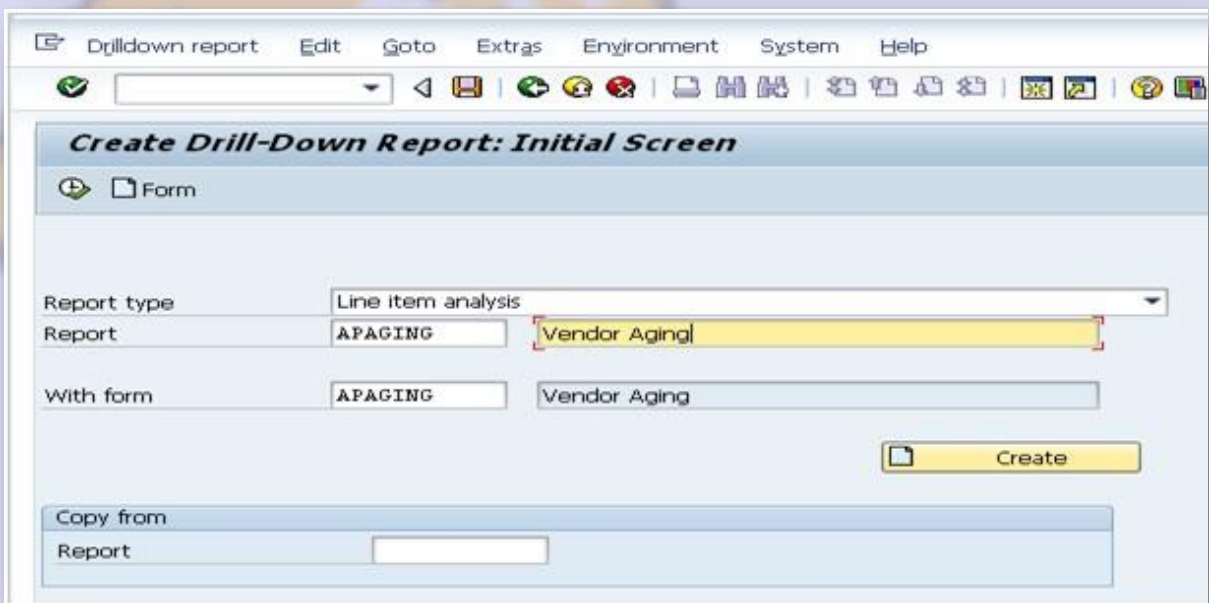 Drilldown report Edit Goto Extras Environment System Help
Create Drill-Down Report: Initial Screen
Form
Report type Line item analysis
Report APAGING Vendor Aging
With form APAGING Vendor Aging
Create
Copy from
Report